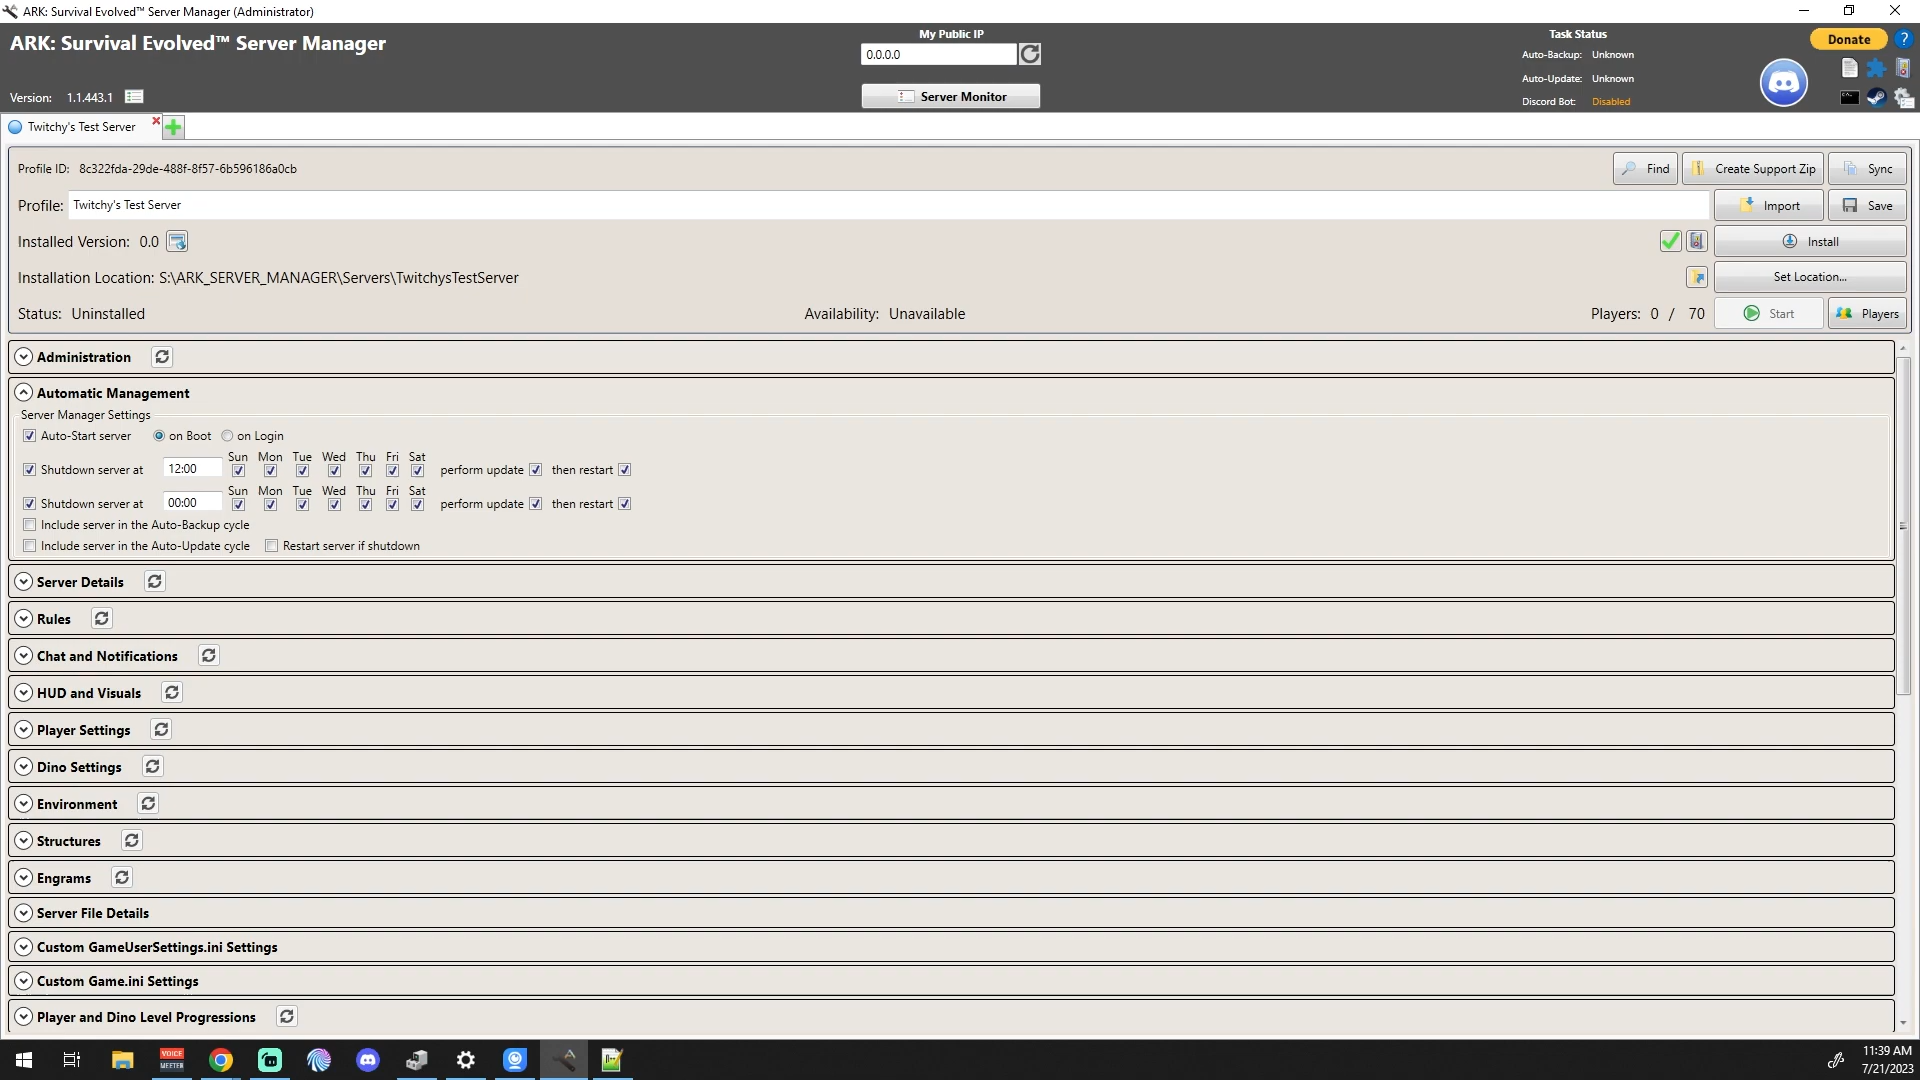 ARK: Survival Evolved™ Server Manager (Administrator)
ARK: Survival Evolved™ Server Manager
My Public IP
0.0.0.0
Task Status
Auto-Backup: Unknown
Auto-Update: Unknown
Discord Bot: Disabled
Donate
?
Version: 1.1.443.1
Server Monitor
Twitchy's Test Server
Profile ID: 8c322fda-29de-488f-8f57-6b596186a0cb
Find
Create Support Zip
Sync
Profile: Twitchy's Test Server
Import
Save
Installed Version: 0.0
Install
Installation Location: S:\ARK_SERVER_MANAGER\Servers\TwitchysTestServer
Set Location...
Status: Uninstalled
Availability: Unavailable
Players: 0 / 70
Start
Players
Administration
Automatic Management
Server Manager Settings
Auto-Start server on Boot on Login
Sun Mon Tue Wed Thu Fri Sat
Shutdown server at 12:00 perform update then restart
Sun Mon Tue Wed Thu Fri Sat
Shutdown server at 00:00 perform update then restart
Include server in the Auto-Backup cycle
Include server in the Auto-Update cycle Restart server if shutdown
Server Details
Rules
Chat and Notifications
HUD and Visuals
Player Settings
Dino Settings
Environment
Structures
Engrams
Server File Details
Custom GameUserSettings.ini Settings
Custom Game.ini Settings
Player and Dino Level Progressions
VOICE
MEETER
11:39 AM
7/21/2023